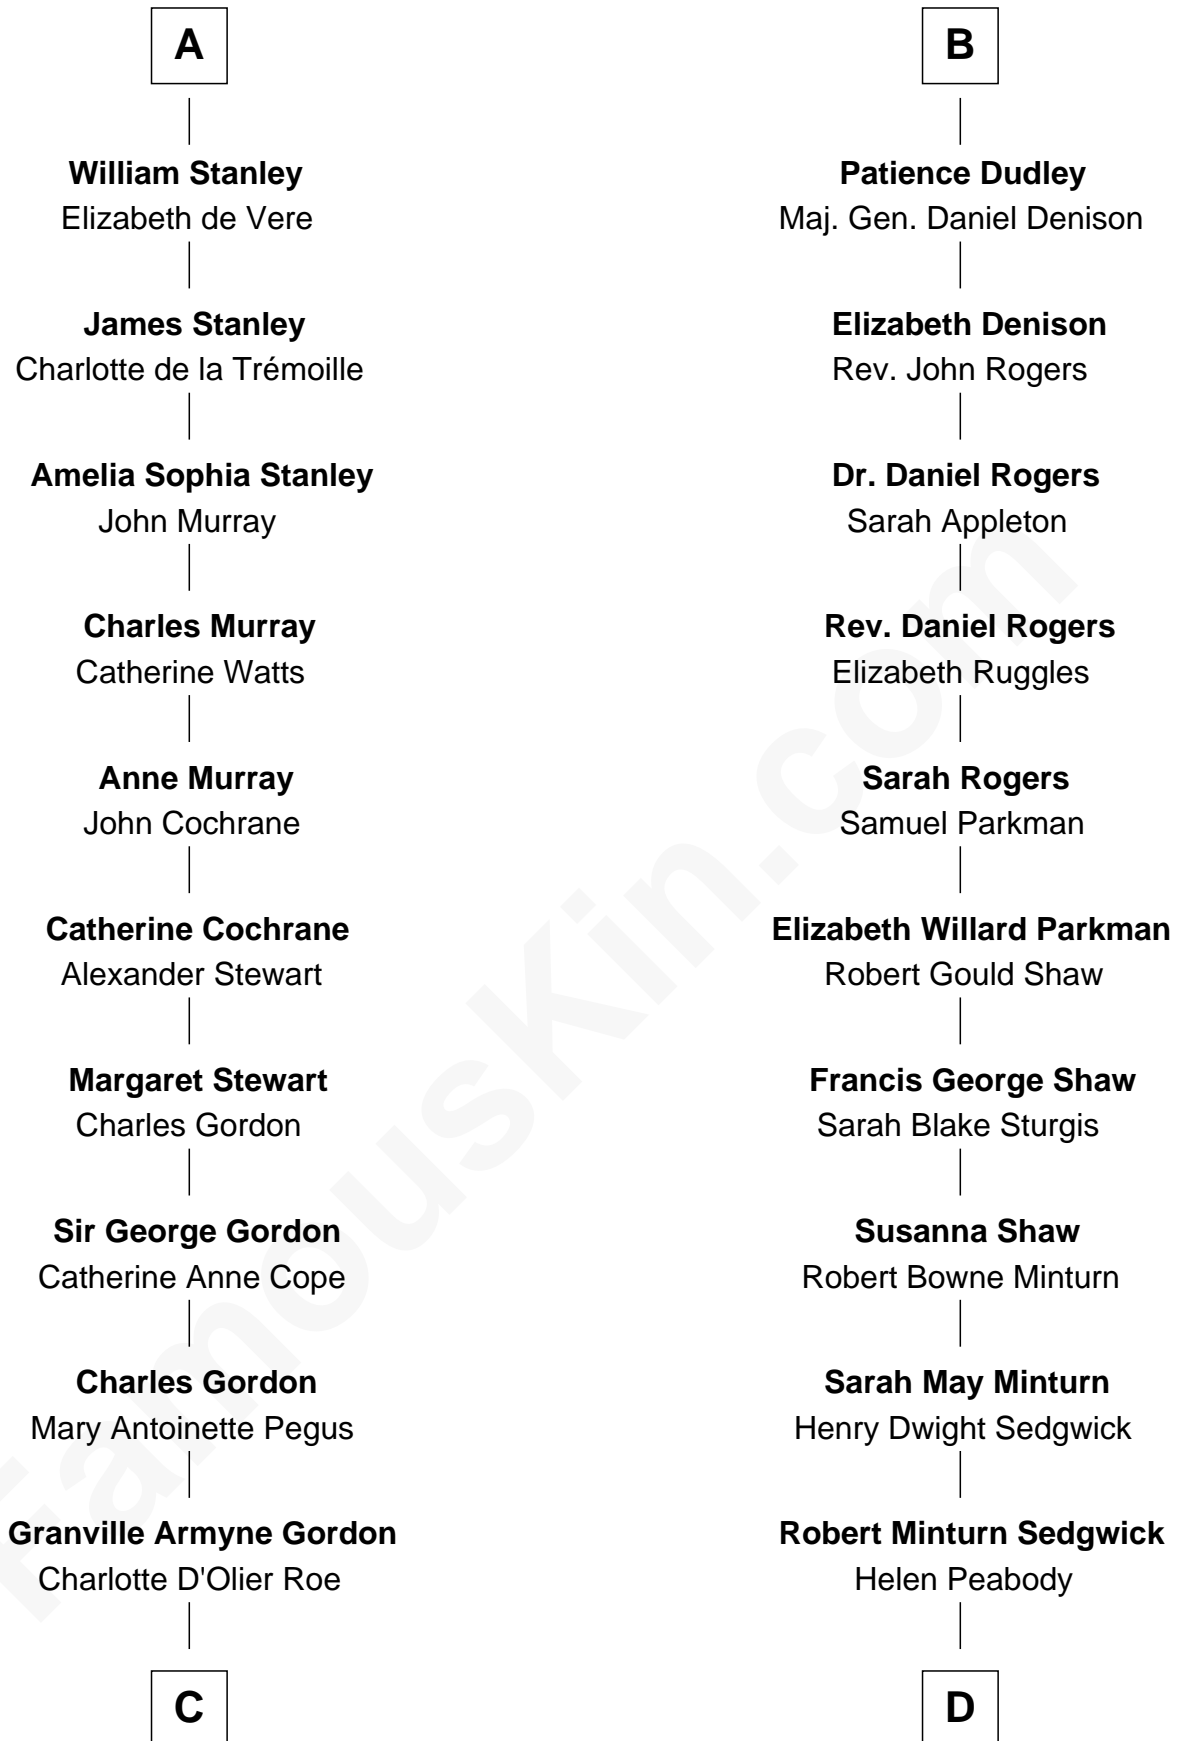 A
William Stanley
Elizabeth de Vere
James Stanley
Charlotte de la Trémoille
Amelia Sophia Stanley
John Murray
Charles Murray
Catherine Watts
Anne Murray
John Cochrane
Catherine Cochrane
Alexander Stewart
Margaret Stewart
Charles Gordon
Sir George Gordon
Catherine Anne Cope
Charles Gordon
Mary Antoinette Pegus
Granville Armyne Gordon
Charlotte D'Olier Roe
C
B
Patience Dudley
Maj. Gen. Daniel Denison
Elizabeth Denison
Rev. John Rogers
Dr. Daniel Rogers
Sarah Appleton
Rev. Daniel Rogers
Elizabeth Ruggles
Sarah Rogers
Samuel Parkman
Elizabeth Willard Parkman
Robert Gould Shaw
Francis George Shaw
Sarah Blake Sturgis
Susanna Shaw
Robert Bowne Minturn
Sarah May Minturn
Henry Dwight Sedgwick
Robert Minturn Sedgwick
Helen Peabody
D
FamousKin.com